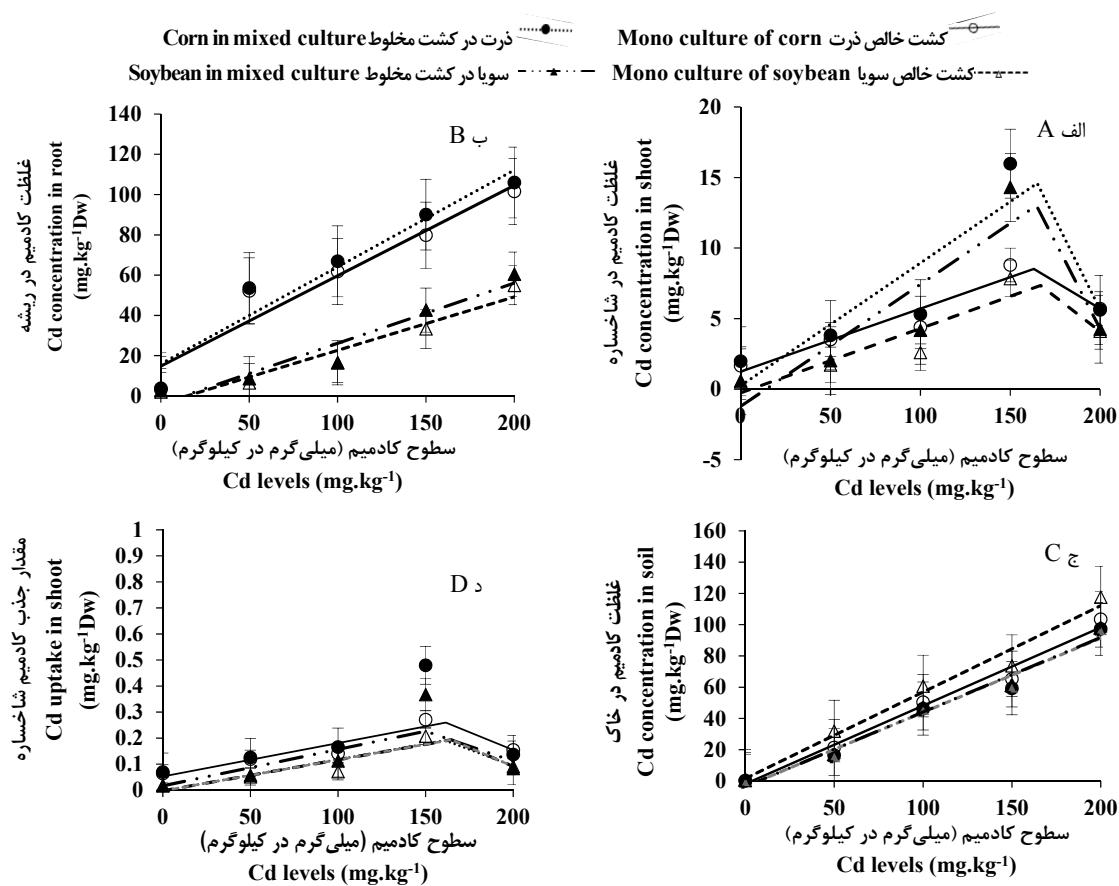 Corn in mixed culture ذرت در کشت مخلوط
Mono culture of corn کشت خالص ذرت
Soybean in mixed culture سویا در کشت مخلوط
Mono culture of soybean کشت خالص سویا
ب B
غلظت کادمیم در ریشه
Cd concentration in root
(mg.kg-1Dw)
140
120
100
80
60
40
20
0
0 50 100 150 200
سطوح کادمیم (میلی‌گرم در کیلوگرم)
Cd levels (mg.kg-1)
الف A
غلظت کادمیم در شاخساره
Cd concentration in shoot
(mg.kg-1Dw)
20
15
10
5
0
-5
0 50 100 150 200
سطوح کادمیم (میلی‌گرم در کیلوگرم)
Cd levels (mg.kg-1)
د D
مقدار جذب کادمیم شاخساره
Cd uptake in shoot
(mg.kg-1Dw)
1
0.9
0.8
0.7
0.6
0.5
0.4
0.3
0.2
0.1
0
0 50 100 150 200
سطوح کادمیم (میلی‌گرم در کیلوگرم)
Cd levels (mg.kg-1)
ج C
غلظت کادمیم در خاک
Cd concentration in soil
(mg.kg-1Dw)
160
140
120
100
80
60
40
20
0
0 50 100 150 200
سطوح کادمیم (میلی‌گرم در کیلوگرم)
Cd levels (mg.kg-1)